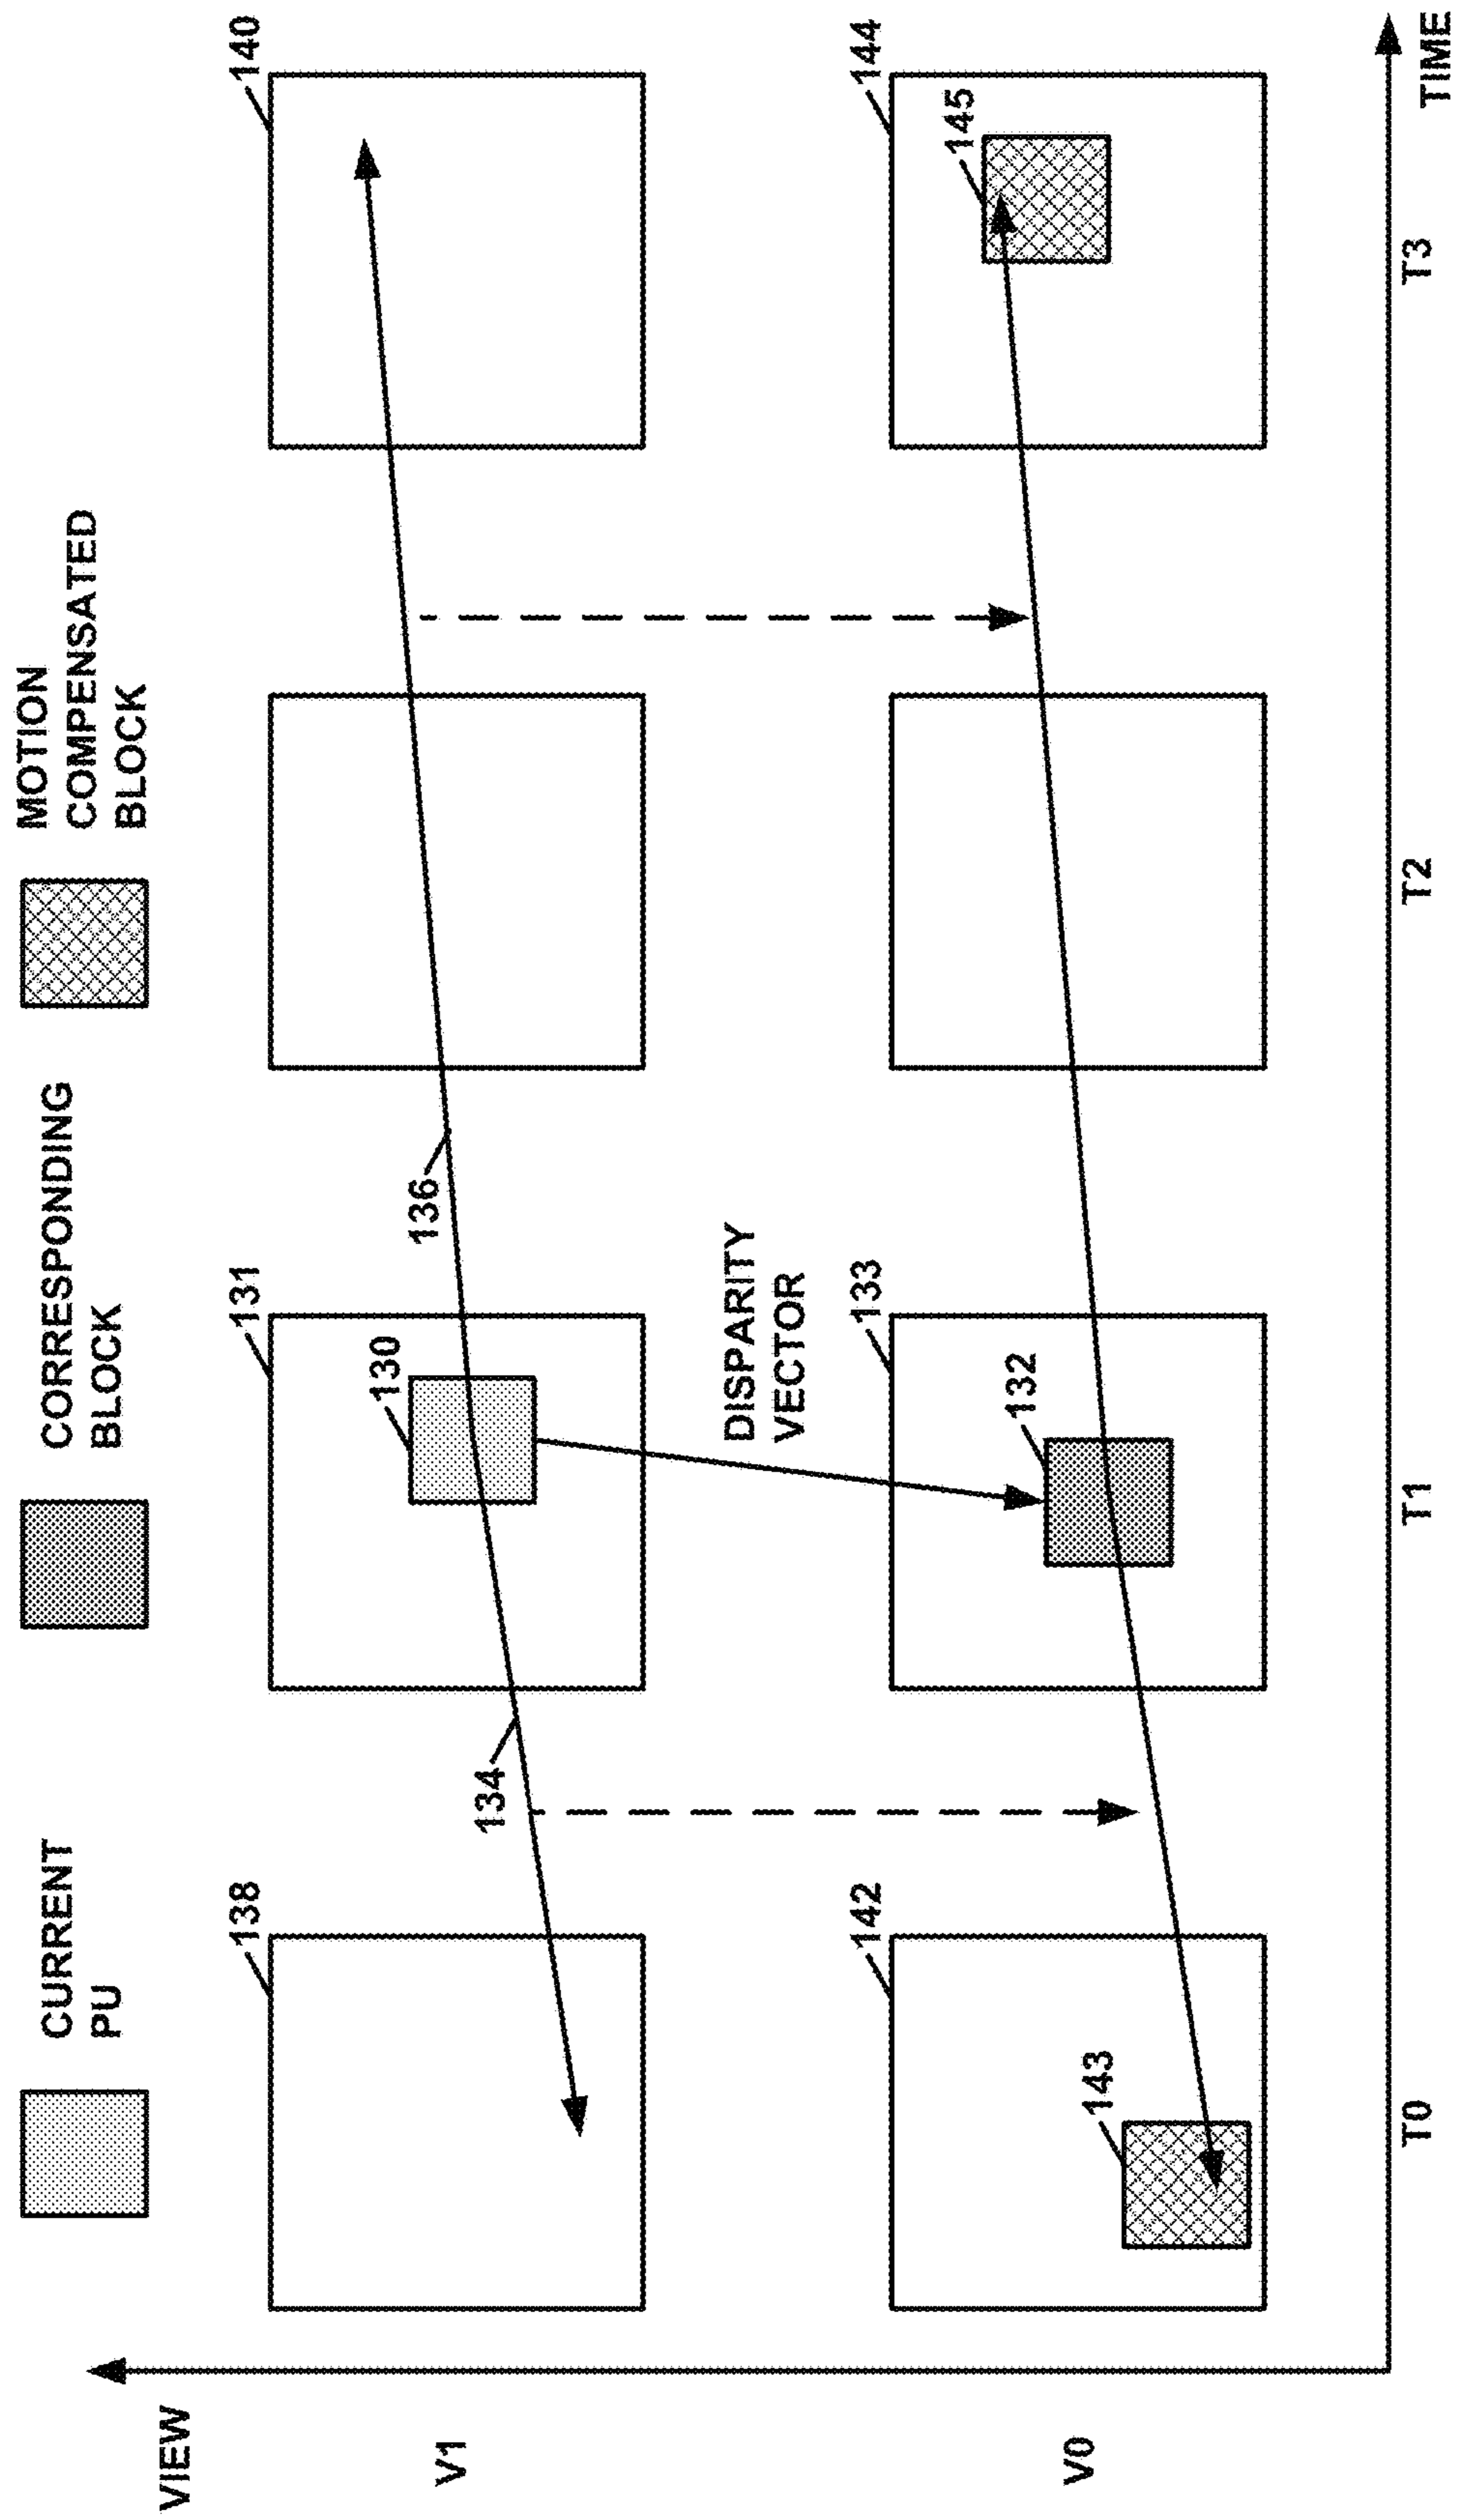 CURRENT
PU
CORRESPONDING
BLOCK
MOTION
COMPENSATED
BLOCK
VIEW
V1
138
134
131
130
136
140
DISPARITY
VECTOR
V0
142
143
133
132
144
145
T0
T1
T2
T3
TIME